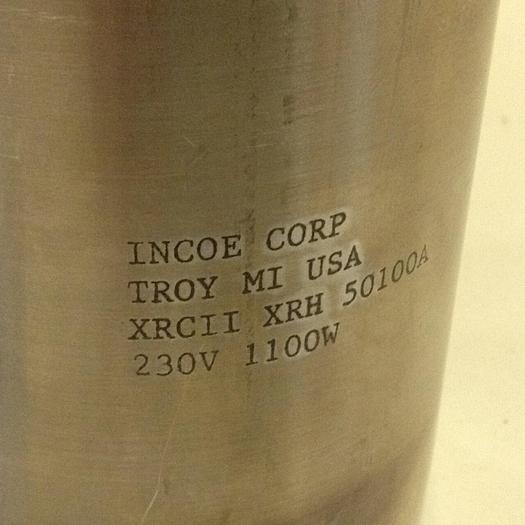 INCOE CORP
TROY MI USA
XRCII XRH 50100A
230V 1100W